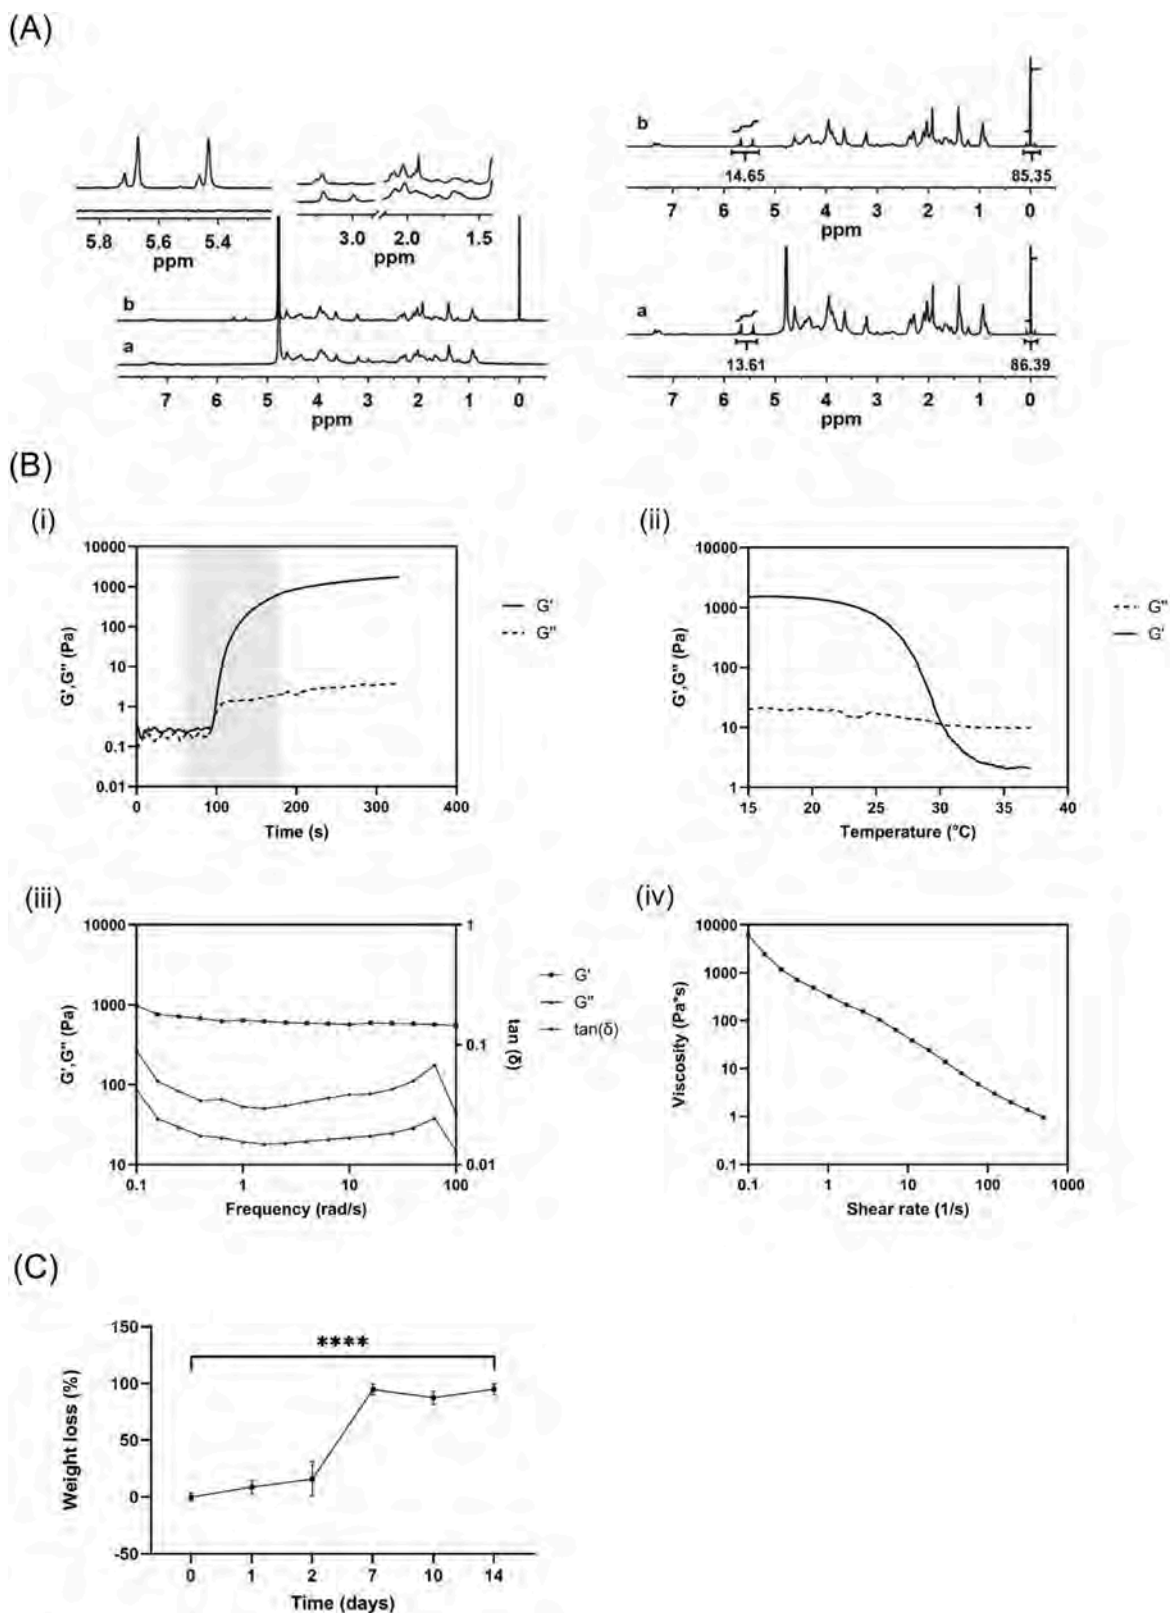 (A)
5.8 5.6 5.4
ppm
3.0 2.0 1.5
ppm
b
a
7 6 5 4 3 2 1 0
ppm
b
14.65 85.35
7 6 5 4 3 2 1 0
ppm
a
13.61 86.39
7 6 5 4 3 2 1 0
ppm
(B)
(i)
G',G'' (Pa)
10000
1000
100
10
1
0.1
0.01
0 100 200 300 400
Time (s)
G'
G''
(ii)
G',G'' (Pa)
10000
1000
100
10
1
15 20 25 30 35 40
Temperature (°C)
G''
G'
(iii)
G',G'' (Pa)
10000
1000
100
10
0.1 1 10 100
Frequency (rad/s)
1
0.1
0.01
tan (δ)
G'
G''
tan(δ)
(iv)
Viscosity (Pa*s)
10000
1000
100
10
1
0.1
0.1 1 10 100 1000
Shear rate (1/s)
(C)
Weight loss (%)
150
100
50
0
-50
****
0 1 2 7 10 14
Time (days)